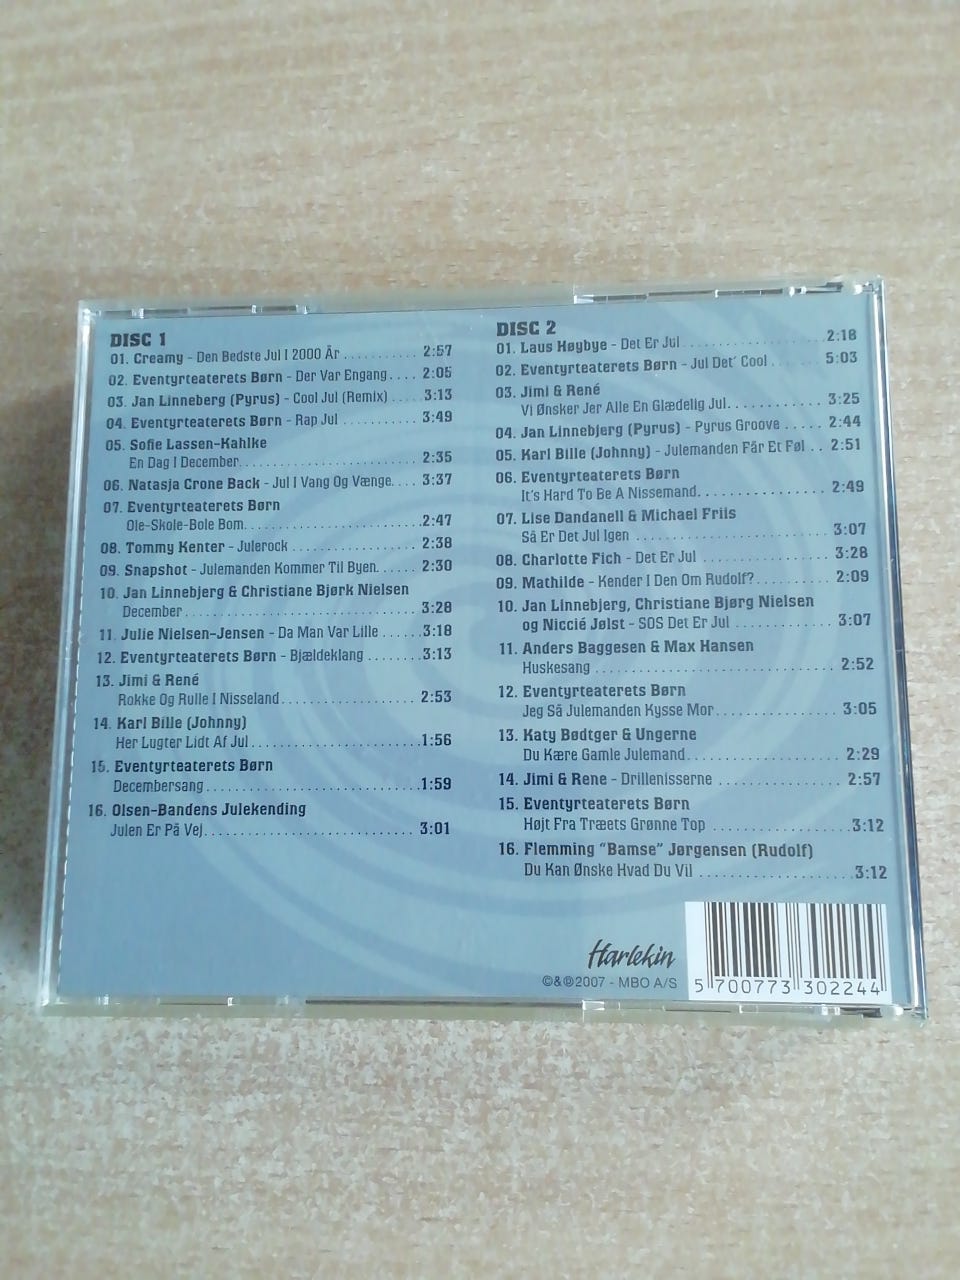 DISC 1
01. Creamy - Den Bedste Jul I 2000 År .......... 2:57
02. Eventyrteaterets Børn - Der Var Engang.... 2:05
03. Jan Linneberg (Pyrus) - Cool Jul (Remix) ..... 3:13
04. Eventyrteaterets Børn - Rap Jul ............ 3:49
05. Sofie Lassen-Kahlke
En Dag I December......................... 2:35
06. Natasja Crone Back - Jul I Vang Og Vænge.... 3:37
07. Eventyrteaterets Børn
Ole-Skole-Bole Bom.........................2:47
08. Tommy Kenter - Julerock .................. 2:38
09. Snapshot - Julemanden Kommer Til Byen...... 2:30
10. Jan Linnebjerg & Christiane Bjørk Nielsen
December................................. 3:28
11. Julie Nielsen-Jensen - Da Man Var Lille ......3:18
12. Eventyrteaterets Børn - Bjældeklang ........3:13
13. Jimi & René
Rokke Og Rulle I Nisseland................... 2:53
14. Karl Bille (Johnny)
Her Lugter Lidt Af Jul........................1:56
15. Eventyrteaterets Børn
Decembersang...............................1:59
16. Olsen-Bandens Julekending
Julen Er På Vej............................. 3:01
DISC 2
01. Laus Høybye - Det Er Jul .................... 2:18
02. Eventyrteaterets Børn - Jul Det´ Cool ....... 5:03
03. Jimi & René
Vi Ønsker Jer Alle En Glædelig Jul............. 3:25
04. Jan Linnebjerg (Pyrus) - Pyrus Groove ...... 2:44
05. Karl Bille (Johnny) - Julemanden Får Et Føl .. 2:51
06. Eventyrteaterets Børn
It's Hard To Be A Nissemand................. 2:49
07. Lise Dandanell & Michael Friis
Så Er Det Jul Igen .......................... 3:07
08. Charlotte Fich - Det Er Jul ................. 3:28
09. Mathilde - Kender I Den Om Rudolf?.......... 2:09
10. Jan Linnebjerg, Christiane Bjørg Nielsen
og Niccié Jølst - SOS Det Er Jul ............. 3:07
11. Anders Baggesen & Max Hansen
Huskesang ................................ 2:52
12. Eventyrteaterets Børn
Jeg Så Julemanden Kysse Mor................ 3:05
13. Katy Bødtger & Ungerne
Du Kære Gamle Julemand..................... 2:29
14. Jimi & Rene - Drillenisserne ................ 2:57
15. Eventyrteaterets Børn
Højt Fra Træets Grønne Top ..................3:12
16. Flemming "Bamse" Jørgensen (Rudolf)
Du Kan Ønske Hvad Du Vil ....................3:12
Harlekin
©&℗2007 - MBO A/S
5 700773 302244